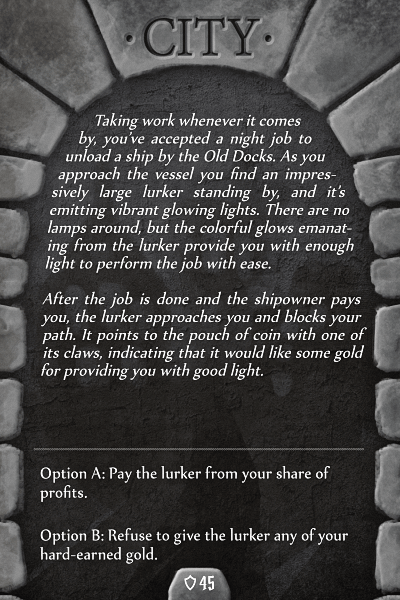 · CITY ·
Taking work whenever it comes
by, you've accepted a night job to
unload a ship by the Old Docks. As you
approach the vessel you find an impres-
sively large lurker standing by, and it's
emitting vibrant glowing lights. There are no
lamps around, but the colorful glows emanat-
ing from the lurker provide you with enough
light to perform the job with ease.
After the job is done and the shipowner pays
you, the lurker approaches you and blocks your
path. It points to the pouch of coin with one of
its claws, indicating that it would like some gold
for providing you with good light.
Option A: Pay the lurker from your share of
profits.
Option B: Refuse to give the lurker any of your
hard-earned gold.
45